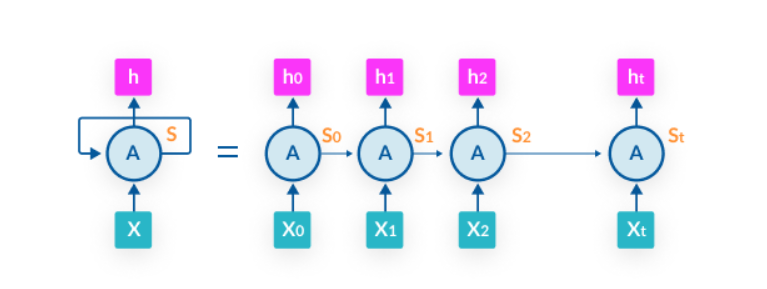 h h0 h1 h2 ht
S S0 S1 S2 St
A = A A A A
X X0 X1 X2 Xt